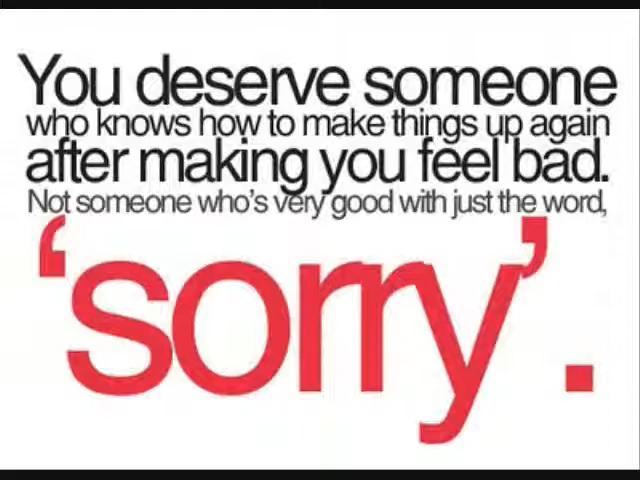 You deserve someone
who knows how to make things up again
after making you feel bad.
Not someone who's very good with just the word,
‘sorry’.